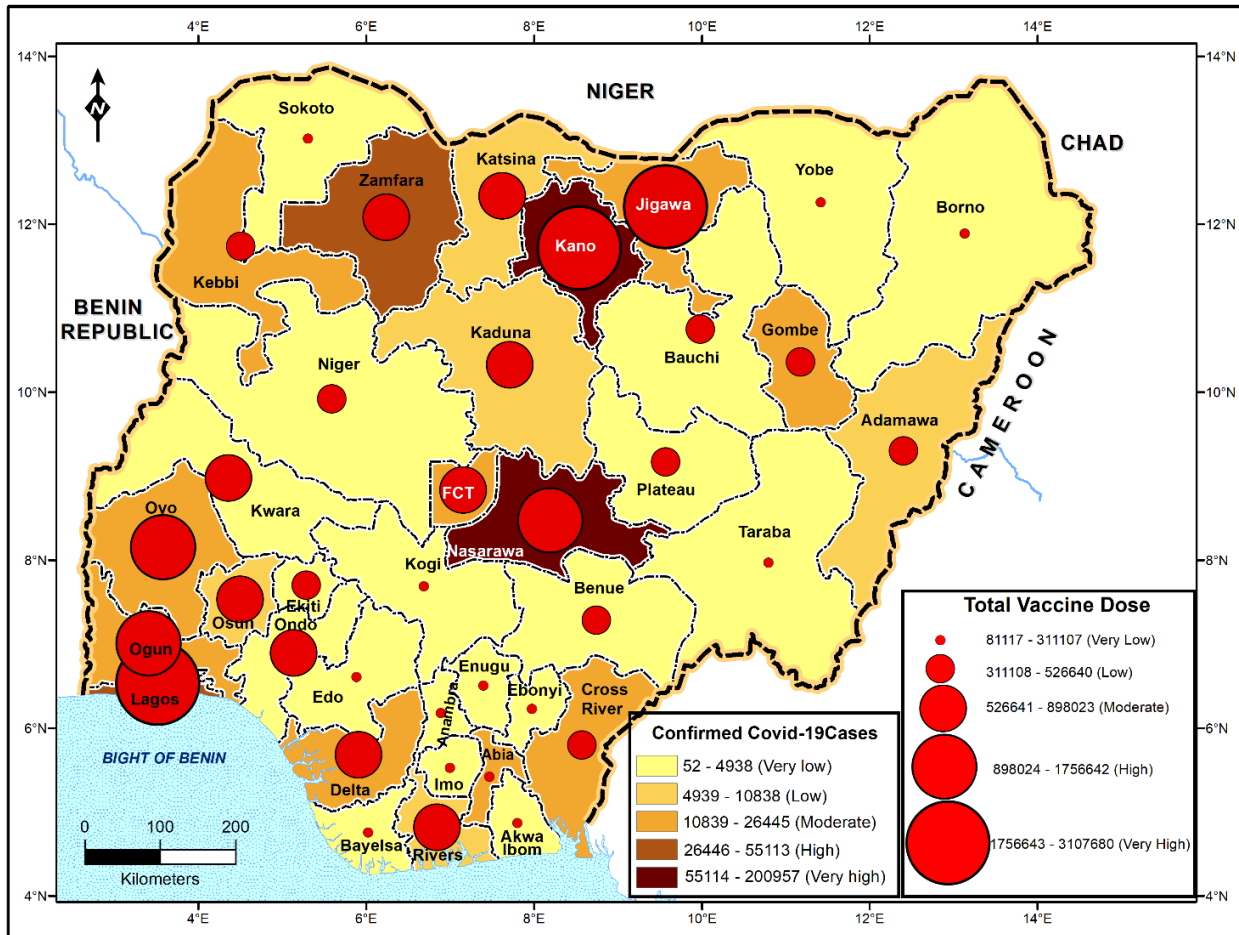 4°E 6°E 8°E 10°E 12°E 14°E
14°N 14°N
NIGER
N
Sokoto
CHAD
Katsina
Yobe
Zamfara
Jigawa
Borno
12°N 12°N
Kano
Kebbi
BENIN
REPUBLIC
Kaduna
Gombe
Bauchi
Niger
10°N 10°N
Adamawa
CAMEROON
FCT
Plateau
Oyo
Kwara
Taraba
Nasarawa
8°N 8°N
Kogi
Benue
Ekiti
Osun
Ondo
Ogun
Enugu
Edo
Ebonyi
Cross
River
Lagos
Anambra
6°N 6°N
BIGHT OF BENIN
Abia
Delta
Imo
Bayelsa
Rivers
Akwa
Ibom
0 100 200
Kilometers
4°N 4°N
Confirmed Covid-19Cases
52 - 4938 (Very low)
4939 - 10838 (Low)
10839 - 26445 (Moderate)
26446 - 55113 (High)
55114 - 200957 (Very high)
Total Vaccine Dose
81117 - 311107 (Very Low)
311108 - 526640 (Low)
526641 - 898023 (Moderate)
898024 - 1756642 (High)
1756643 - 3107680 (Very High)
4°E 6°E 8°E 10°E 12°E 14°E